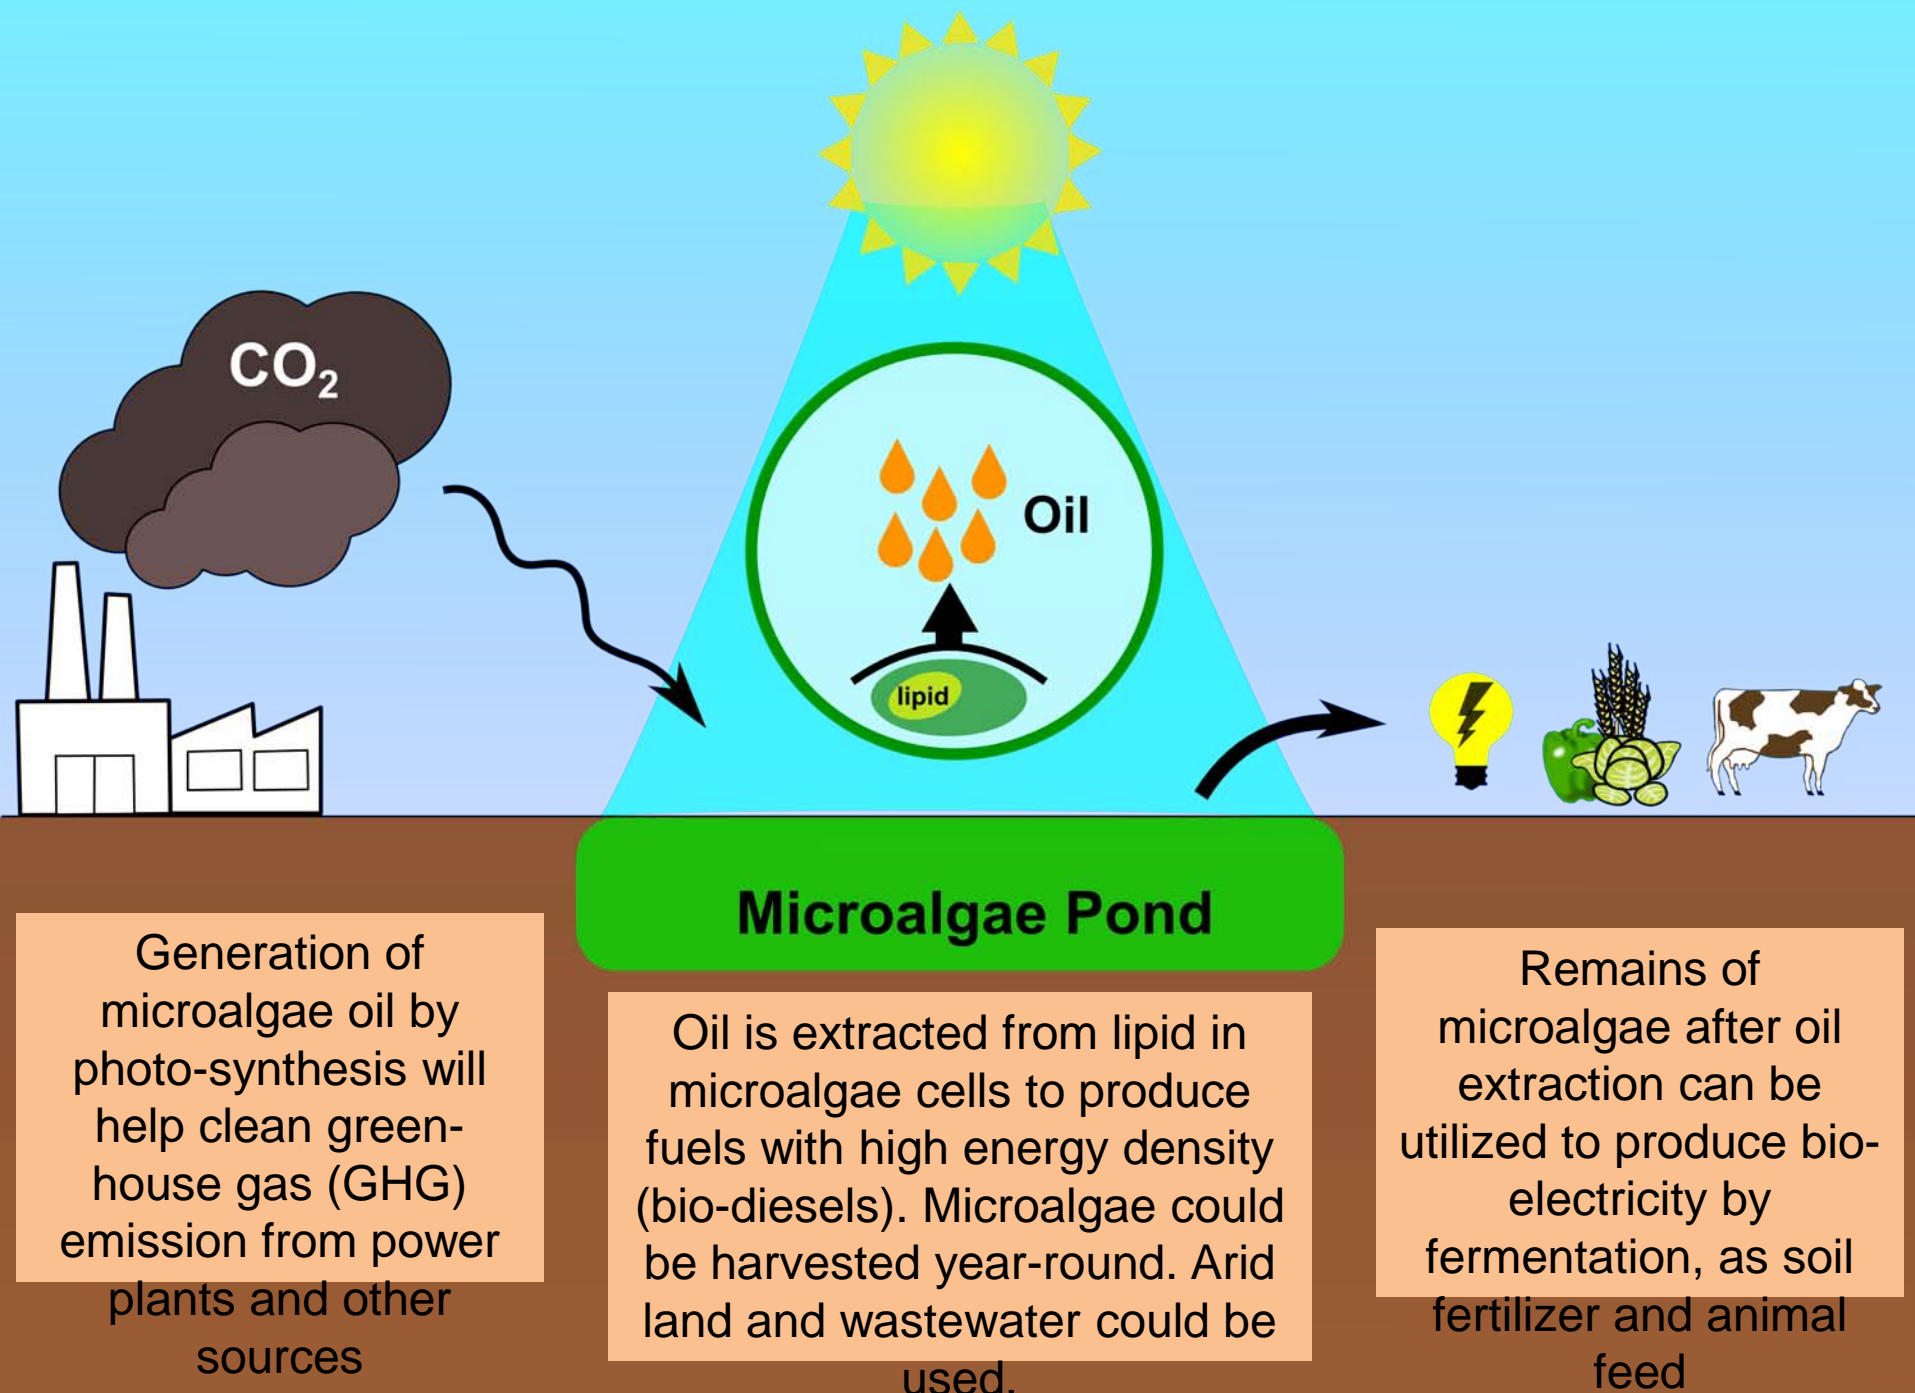 CO₂
Oil
lipid
Microalgae Pond
Generation of
microalgae oil by
photo-synthesis will
help clean green-
house gas (GHG)
emission from power
plants and other
sources
Oil is extracted from lipid in
microalgae cells to produce
fuels with high energy density
(bio-diesels). Microalgae could
be harvested year-round. Arid
land and wastewater could be
used.
Remains of
microalgae after oil
extraction can be
utilized to produce bio-
electricity by
fermentation, as soil
fertilizer and animal
feed